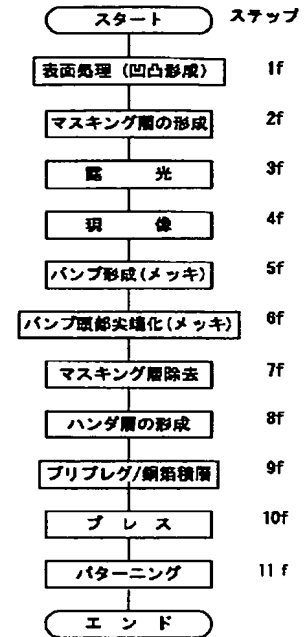 スタート ステップ
表面処理(凹凸形成) 1f
マスキング層の形成 2f
露 光 3f
現 像 4f
バンプ形成(メッキ) 5f
バンプ頭部尖端化(メッキ) 6f
マスキング層除去 7f
ハンダ層の形成 8f
プリプレグ/銅箔積層 9f
プ レ ス 10f
パターニング 11 f
エ ン ド